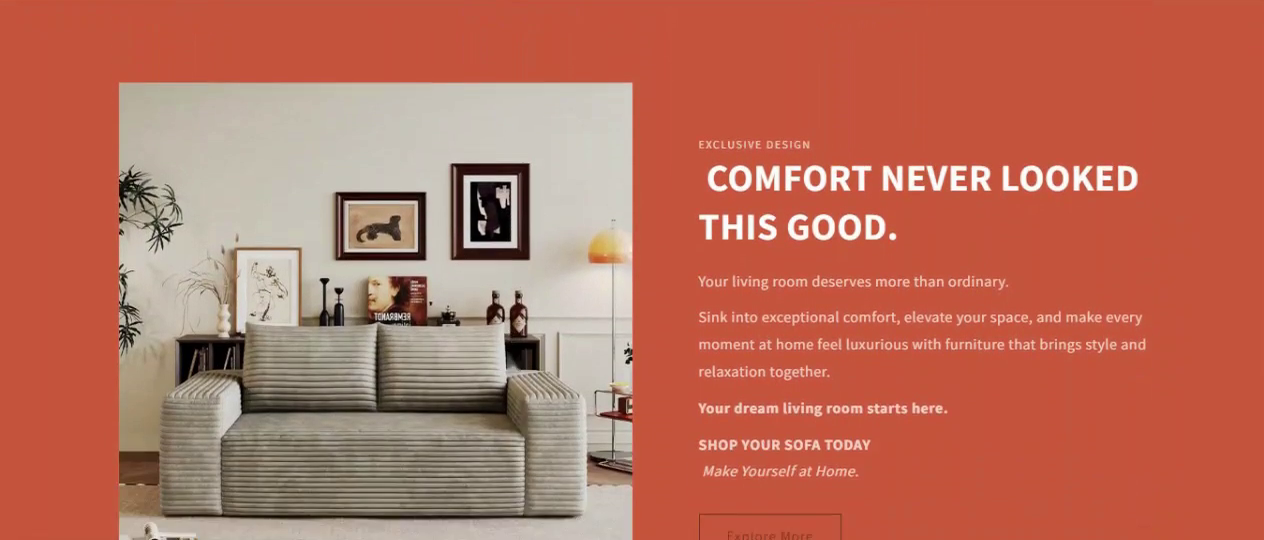 EXCLUSIVE DESIGN
COMFORT NEVER LOOKED
THIS GOOD.
Your living room deserves more than ordinary.
Sink into exceptional comfort, elevate your space, and make every
moment at home feel luxurious with furniture that brings style and
relaxation together.
Your dream living room starts here.
SHOP YOUR SOFA TODAY
Make Yourself at Home.
Explore More
REMBRANDT